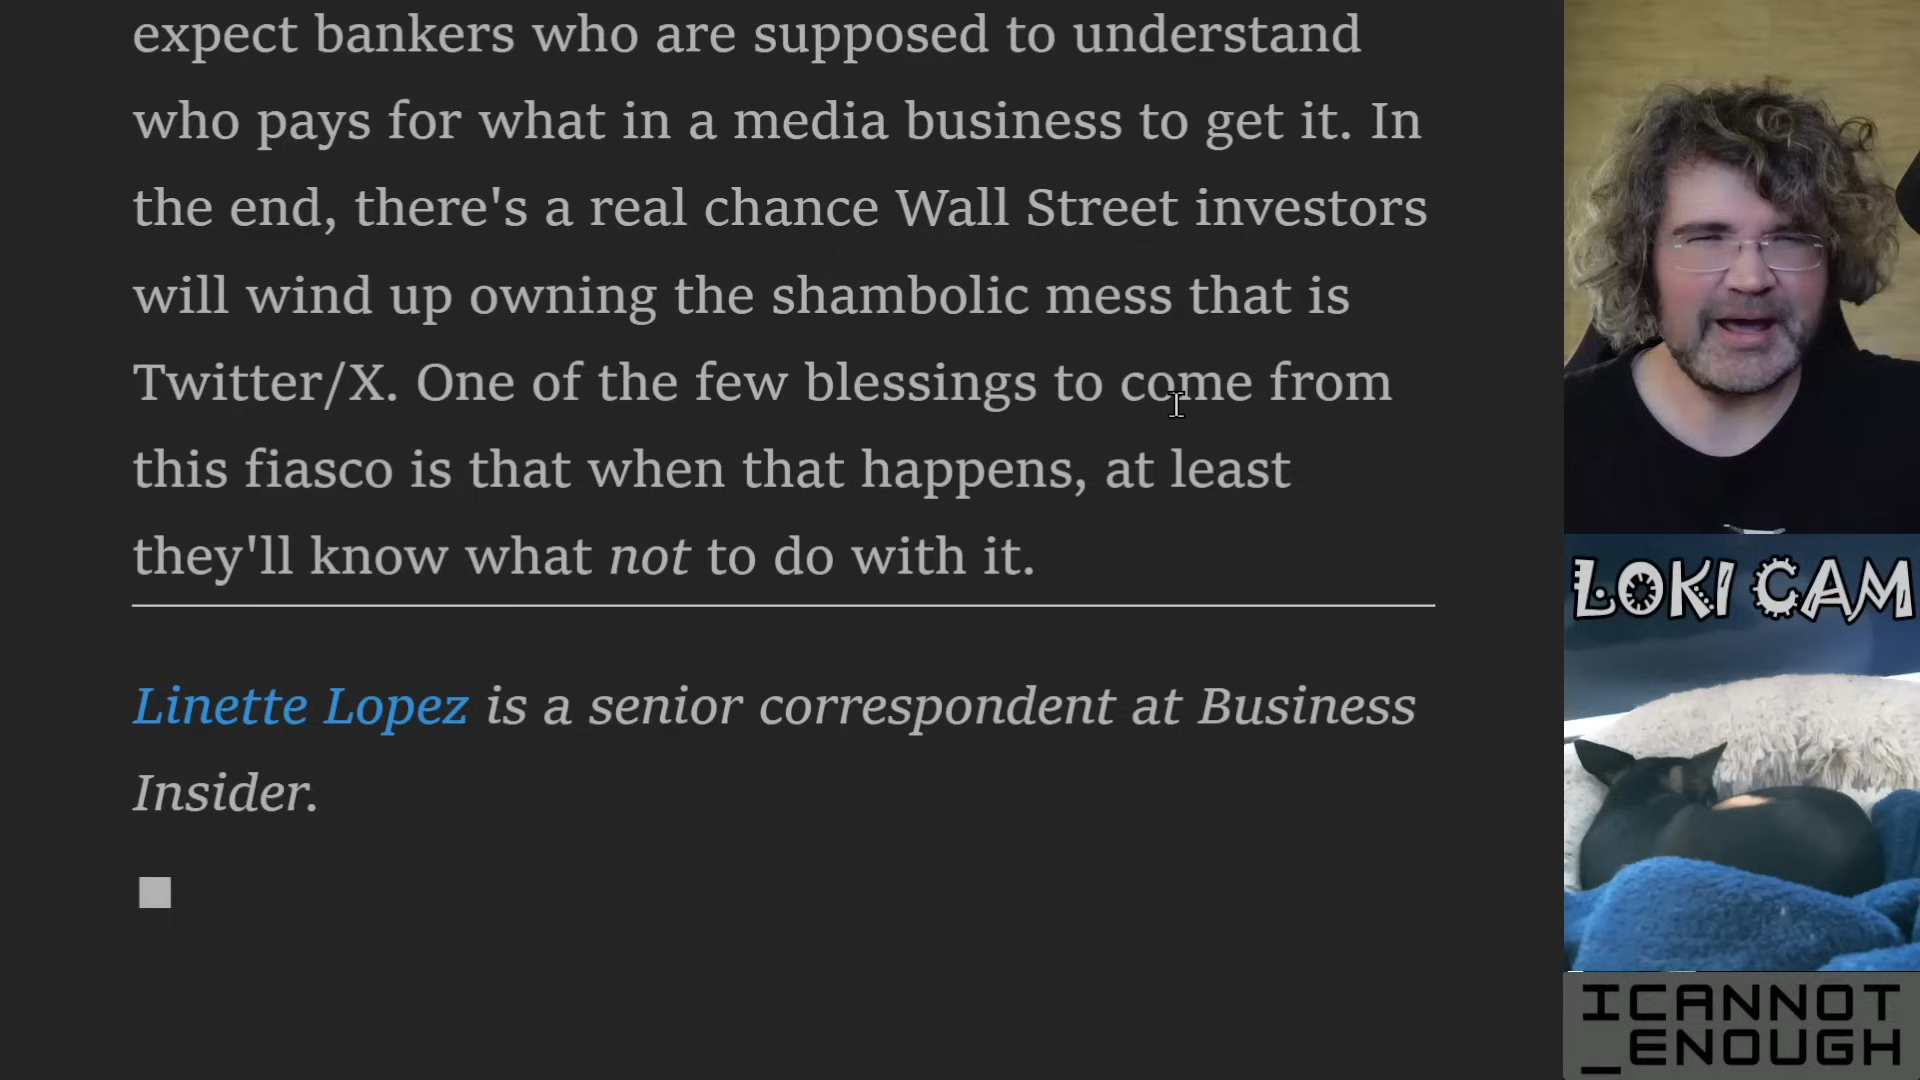 expect bankers who are supposed to understand
who pays for what in a media business to get it. In
the end, there's a real chance Wall Street investors
will wind up owning the shambolic mess that is
Twitter/X. One of the few blessings to come from
this fiasco is that when that happens, at least
they'll know what not to do with it.
Linette Lopez is a senior correspondent at Business
Insider.
LOKI CAM
ICANNOT
_ENOUGH